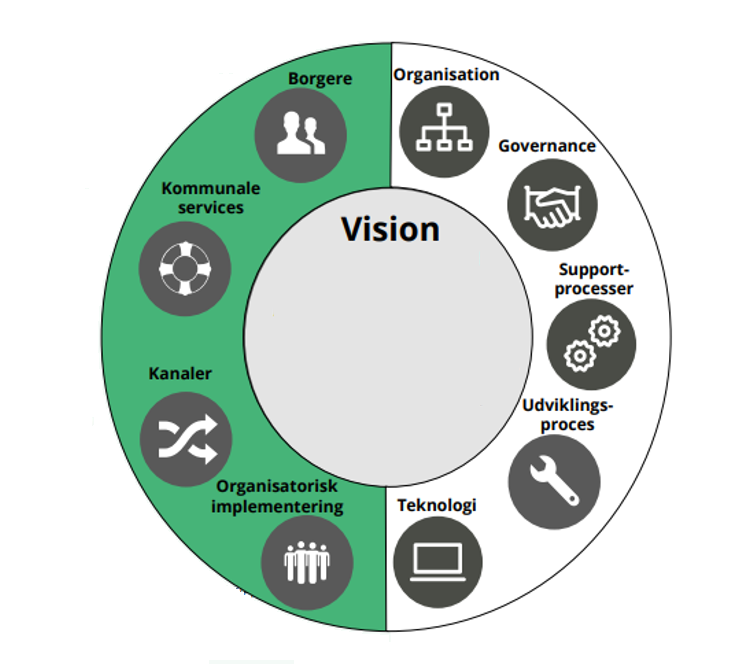 Borgere
Organisation
Governance
Kommunale
services
Vision
Support-
processer
Kanaler
Udviklings-
proces
Organisatorisk
implementering
Teknologi